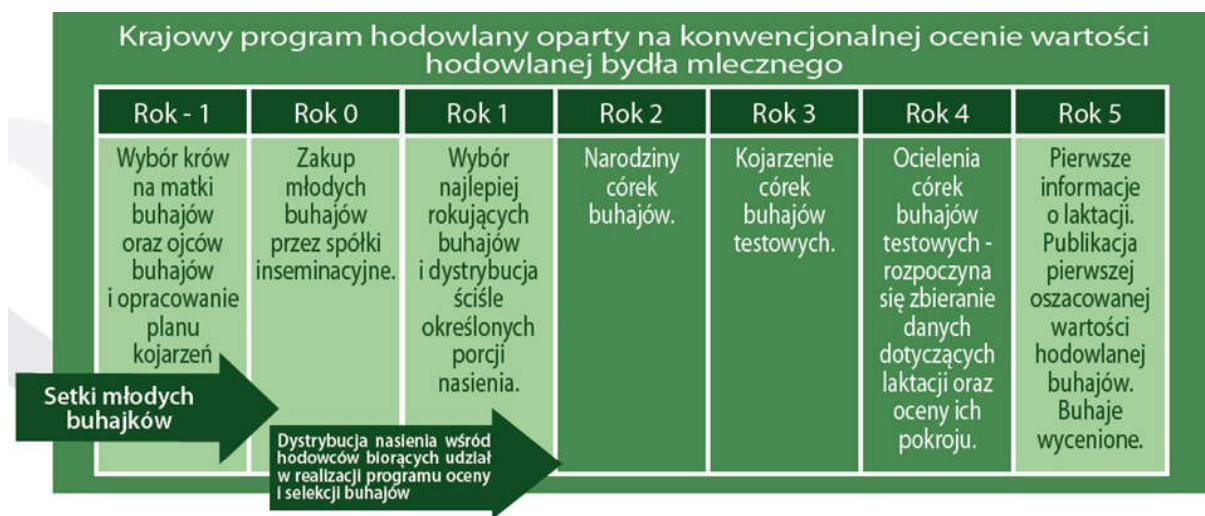 Krajowy program hodowlany oparty na konwencjonalnej ocenie wartości
hodowlanej bydła mlecznego
Rok - 1
Wybór krów
na matki
buhajów
oraz ojców
buhajów
i opracowanie
planu
kojarzeń
Rok 0
Zakup
młodych
buhajów
przez spółki
inseminacyjne.
Rok 1
Wybór
najlepiej
rokujących
buhajów
i dystrybucja
ściśle
określonych
porcji
nasienia.
Rok 2
Narodziny
córek
buhajów.
Rok 3
Kojarzenie
córek
buhajów
testowych.
Rok 4
Ocielenia
córek
buhajów
testowych -
rozpoczyna
się zbieranie
danych
dotyczących
laktacji oraz
oceny ich
pokroju.
Rok 5
Pierwsze
informacje
o laktacji.
Publikacja
pierwszej
oszacowanej
wartości
hodowlanej
buhajów.
Buhaje
wycenione.
Setki młodych
buhajków
Dystrybucja nasienia wśród
hodowców biorących udział
w realizacji programu oceny
i selekcji buhajów